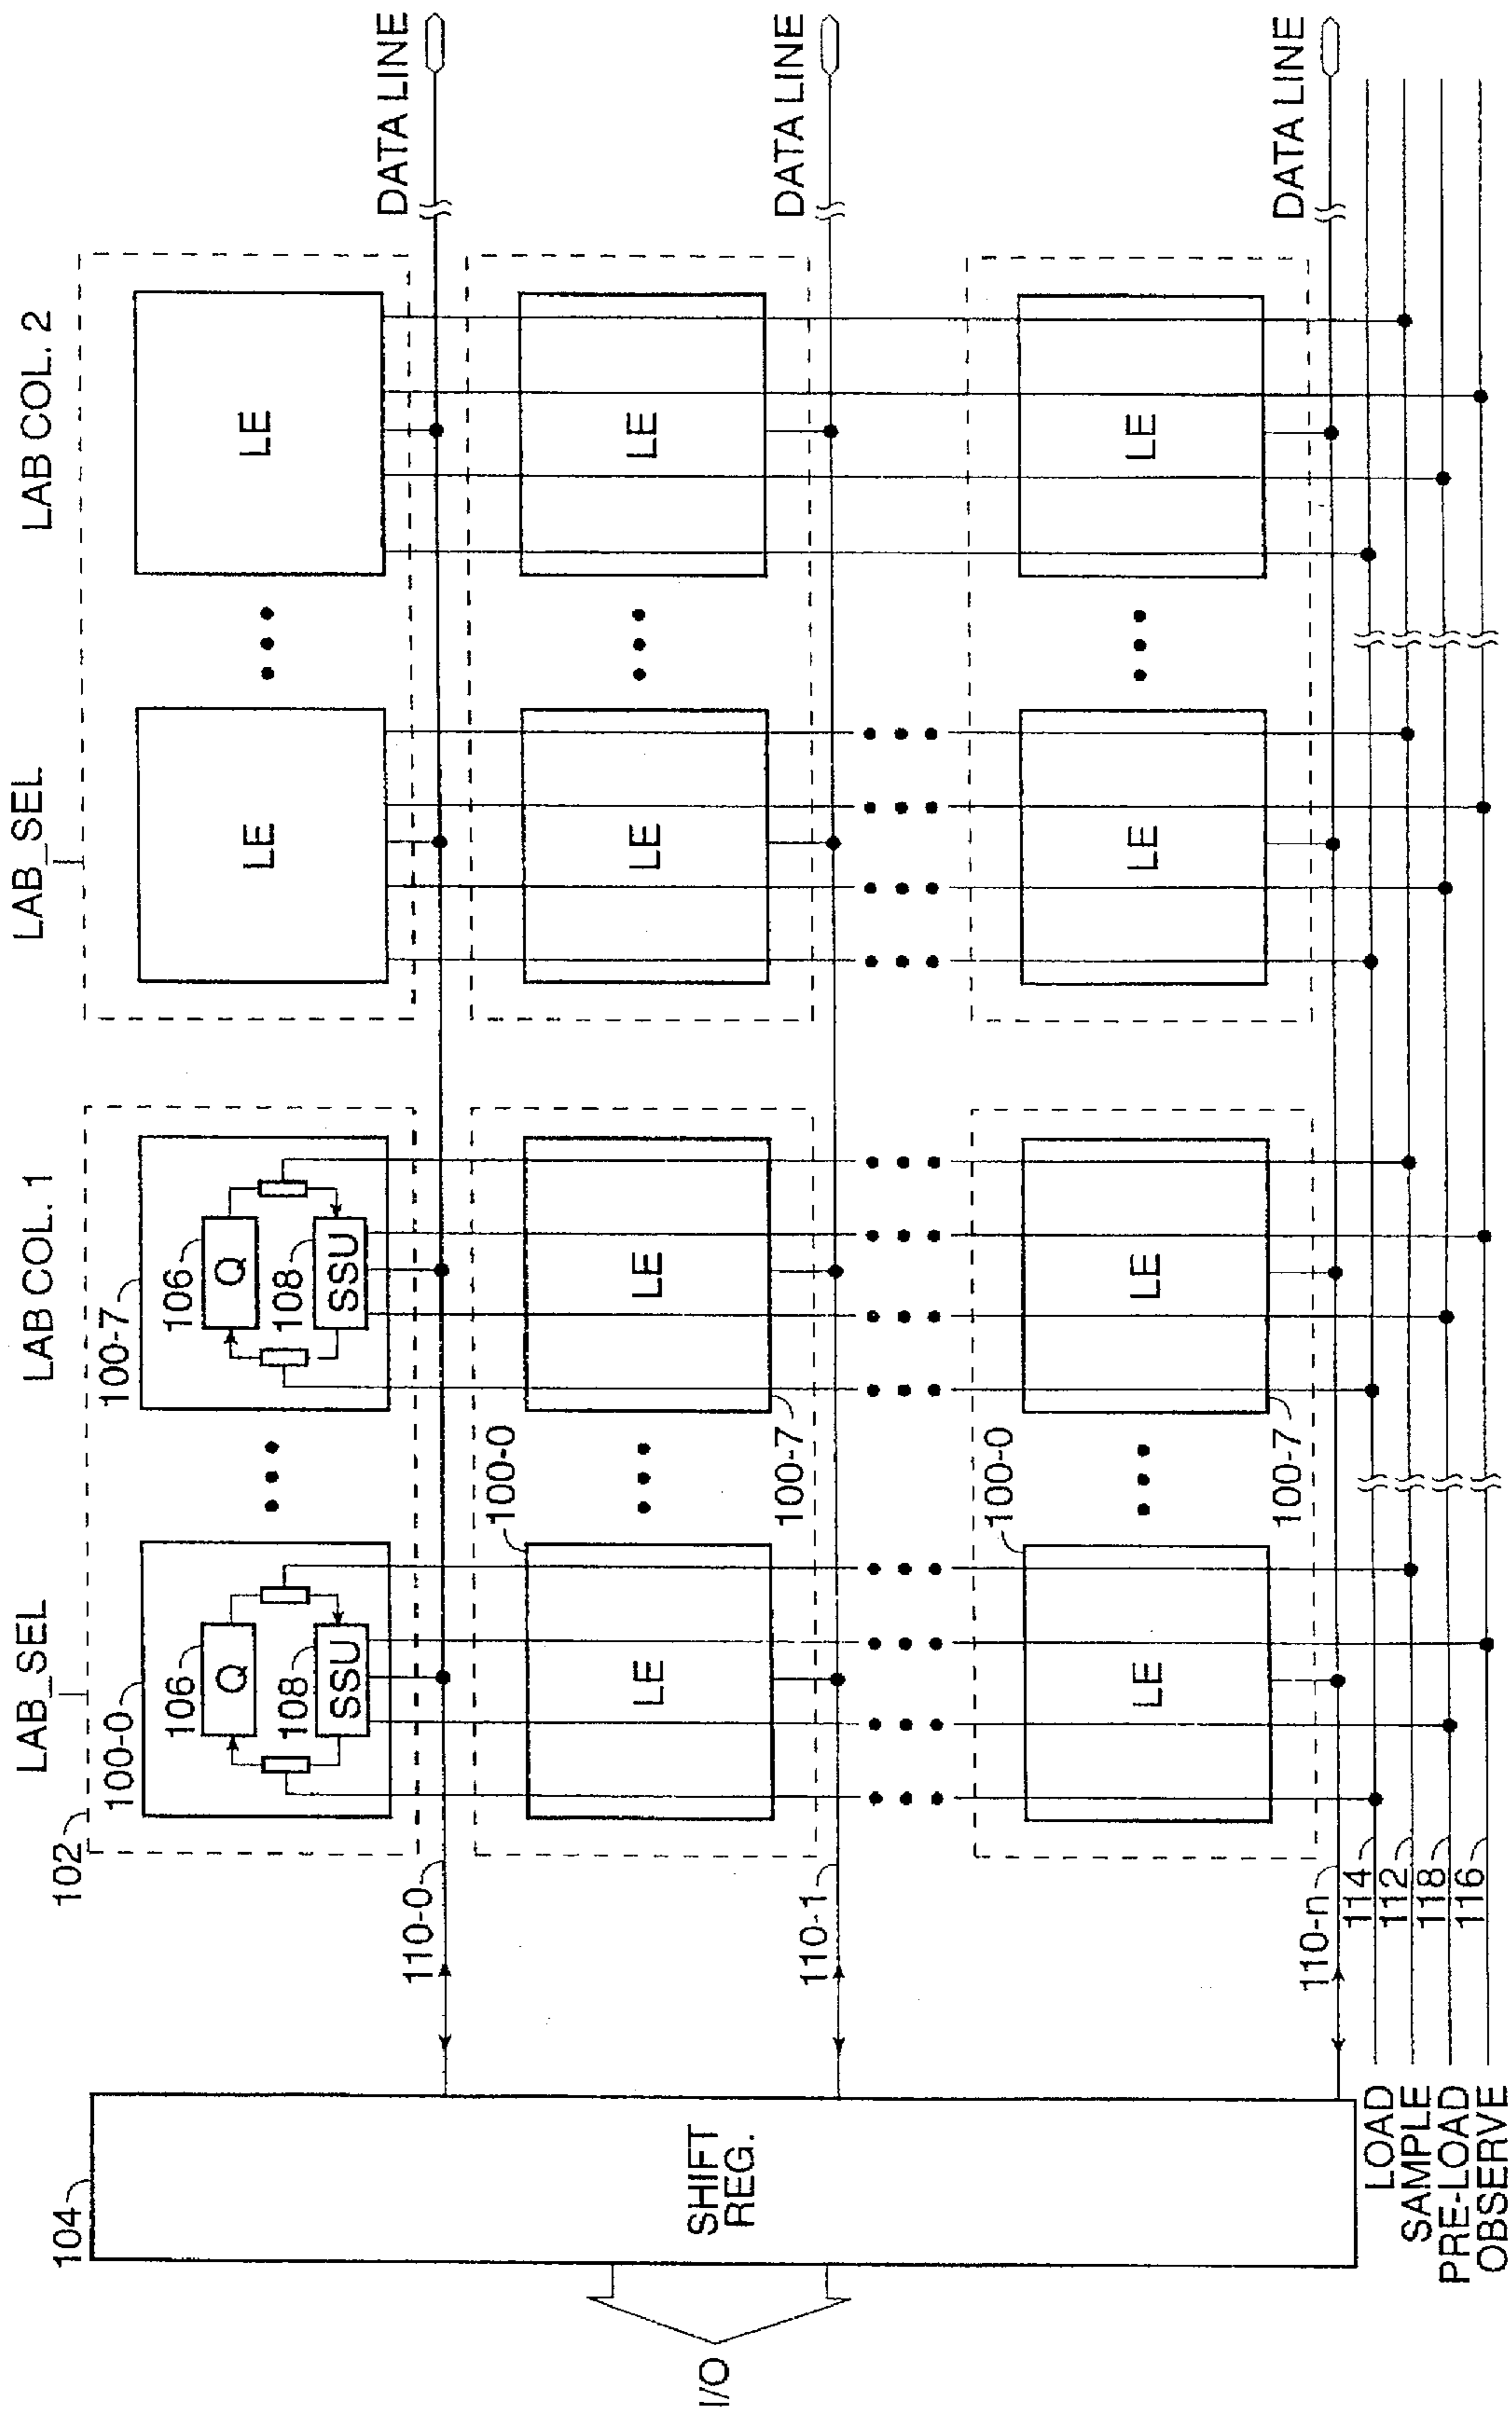 LAB_SEL
LAB COL. 1
LAB_SEL
LAB COL. 2
102
100-0
100-7
106
Q
108
SSU
106
Q
108
SSU
LE
LE
DATA LINE
110-0
100-0
LE
LE
100-7
LE
LE
DATA LINE
110-1
100-0
LE
LE
100-7
LE
LE
DATA LINE
110-n
104
SHIFT
REG.
I/O
LOAD
114
SAMPLE
112
PRE-LOAD
118
OBSERVE
116